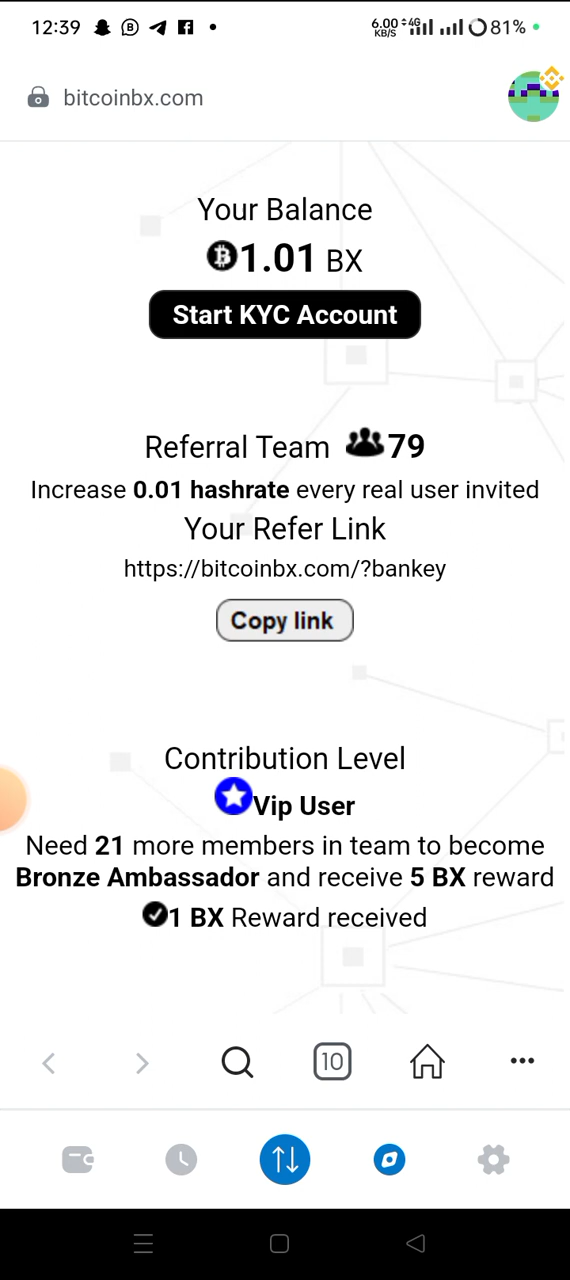 12:39
6.00 KB/S 4G 81%
bitcoinbx.com
Your Balance
1.01 BX
Start KYC Account
Referral Team 79
Increase 0.01 hashrate every real user invited
Your Refer Link
https://bitcoinbx.com/?bankey
Copy link
Contribution Level
Vip User
Need 21 more members in team to become
Bronze Ambassador and receive 5 BX reward
1 BX Reward received
10